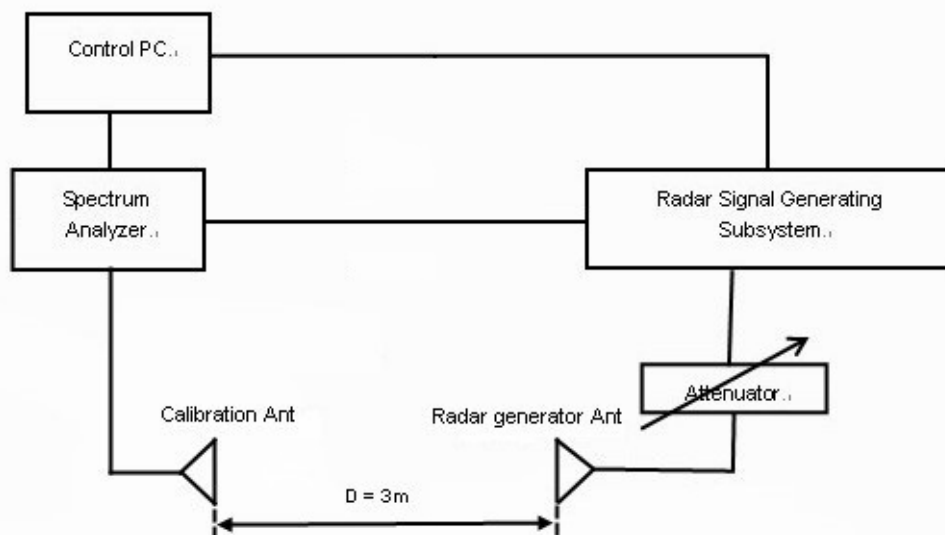 Control PC.
Spectrum
Analyzer.
Radar Signal Generating
Subsystem.
Attenuator.
Calibration Ant
Radar generator Ant
D = 3m